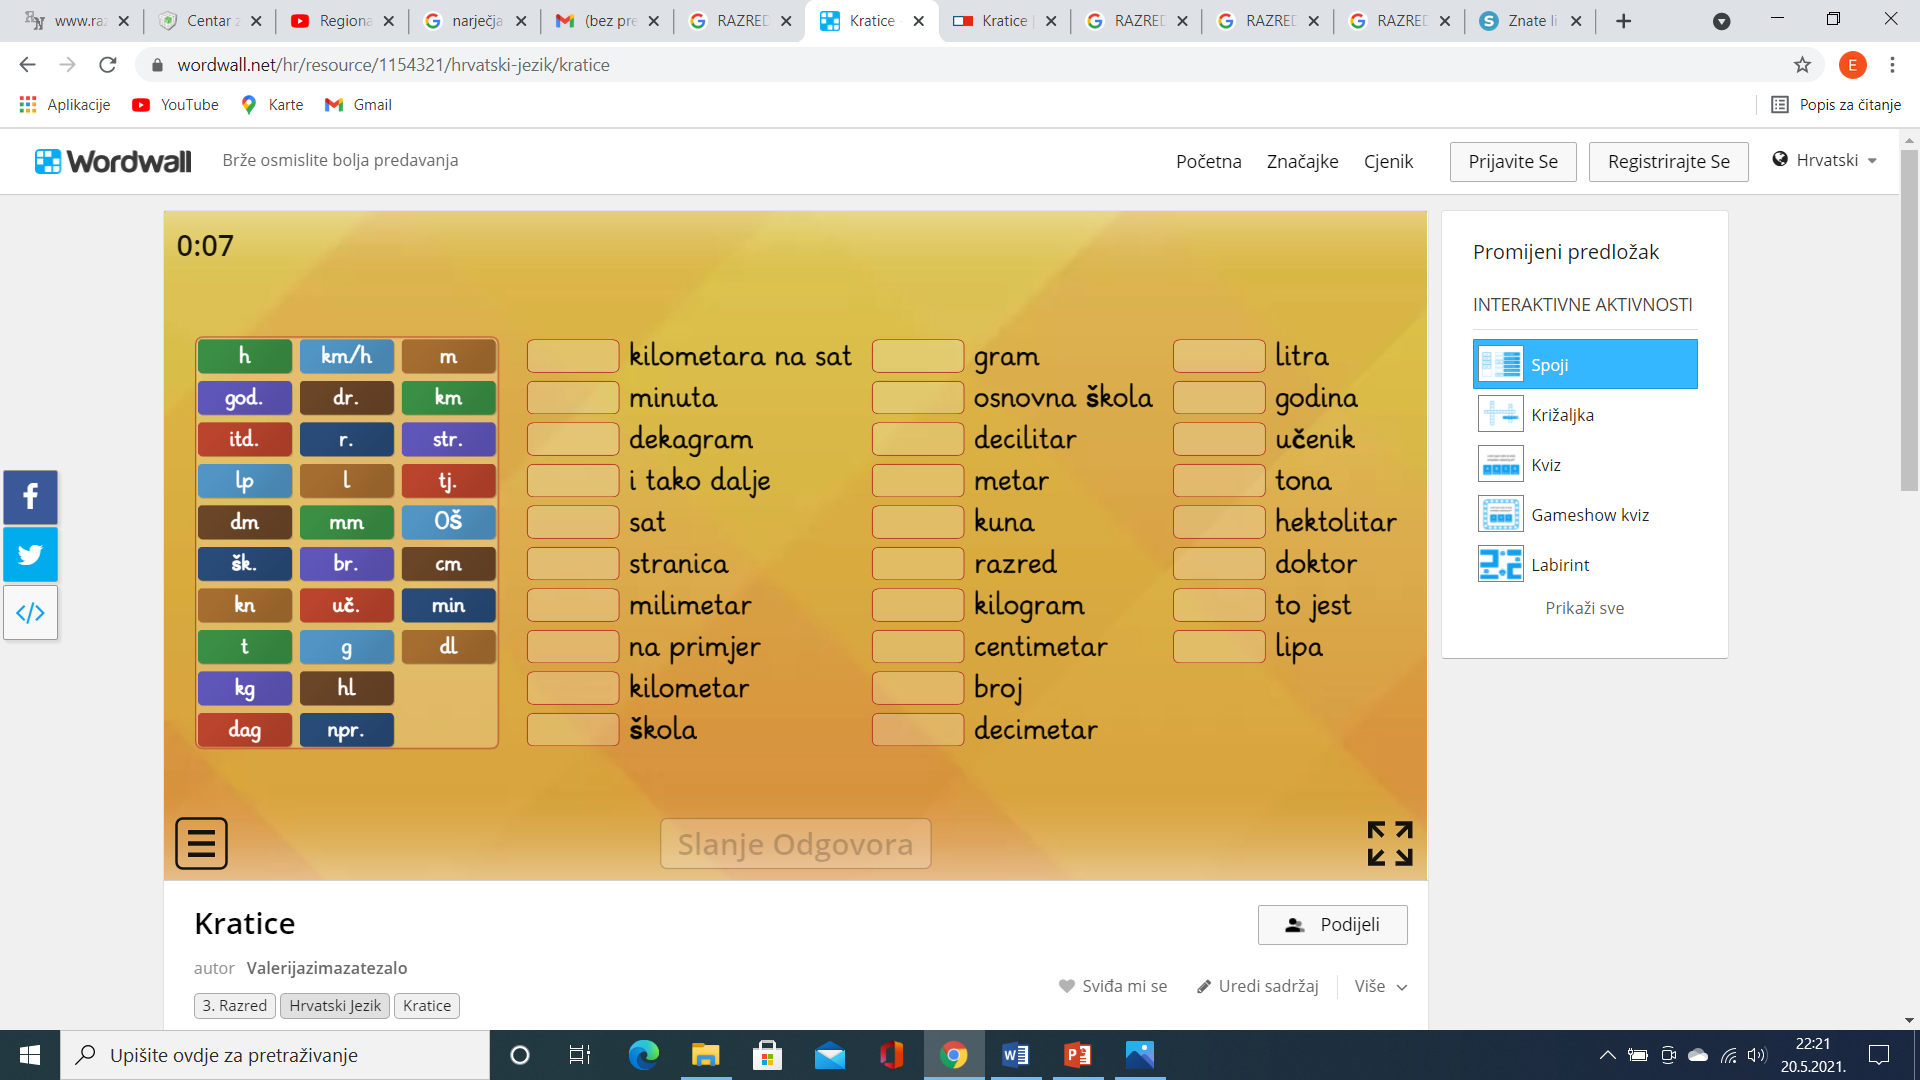 www.ra
Centar z
Regiona
narječja
(bez pre
RAZRED
Kratice
Kratice
RAZRED
RAZRED
RAZRED
Znate li
wordwall.net/hr/resource/1154321/hrvatski-jezik/kratice
E
Aplikacije
YouTube
Karte
Gmail
Popis za čitanje
Wordwall
Brže osmislite bolja predavanja
Početna
Značajke
Cjenik
Prijavite Se
Registrirajte Se
Hrvatski
0:07
h km/h m
god. dr. km
itd. r. str.
lp l tj.
dm mm OŠ
šk. br. cm
kn uč. min
t g dl
kg hl
dag npr.
kilometara na sat
minuta
dekagram
i tako dalje
sat
stranica
milimetar
na primjer
kilometar
škola
gram
osnovna škola
decilitar
metar
kuna
razred
kilogram
centimetar
broj
decimetar
litra
godina
učenik
tona
hektolitar
doktor
to jest
lipa
Slanje Odgovora
Promijeni predložak
INTERAKTIVNE AKTIVNOSTI
Spoji
Križaljka
Kviz
Gameshow kviz
Labirint
Prikaži sve
Kratice
Podijeli
autor Valerijazimazatezalo
Sviđa mi se
Uredi sadržaj
Više
3. Razred
Hrvatski Jezik
Kratice
Upišite ovdje za pretraživanje
22:21
20.5.2021.